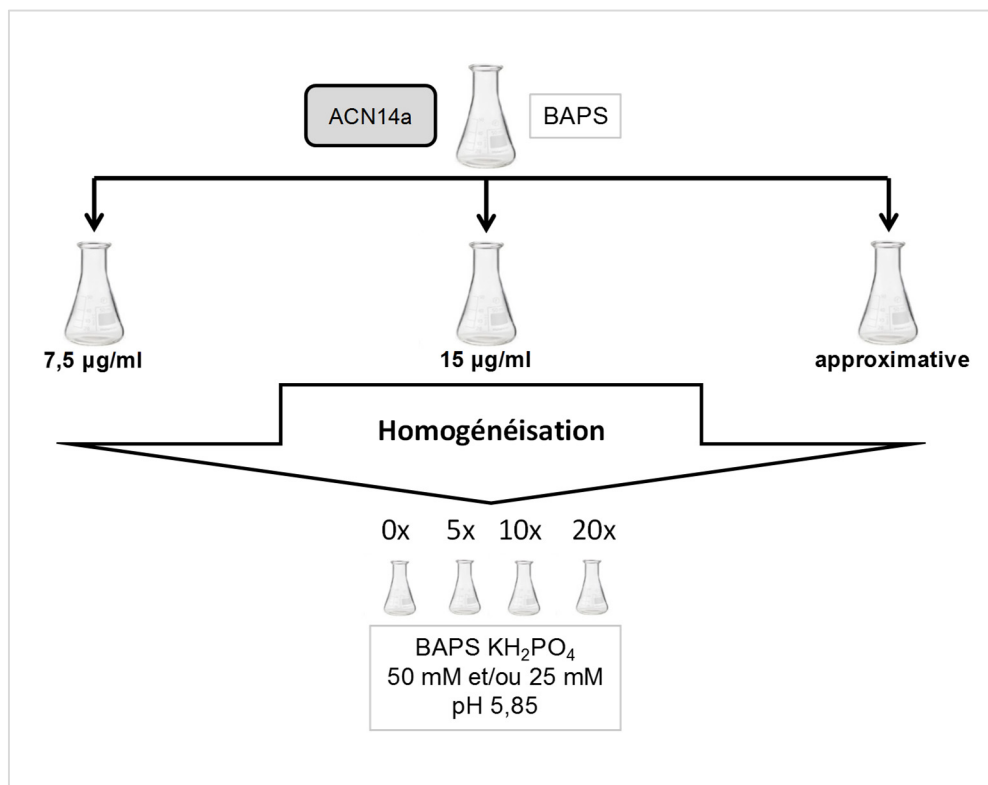 ACN14a
BAPS
7,5 µg/ml
15 µg/ml
approximative
Homogénéisation
0x
5x
10x
20x
BAPS KH₂PO₄
50 mM et/ou 25 mM
pH 5,85